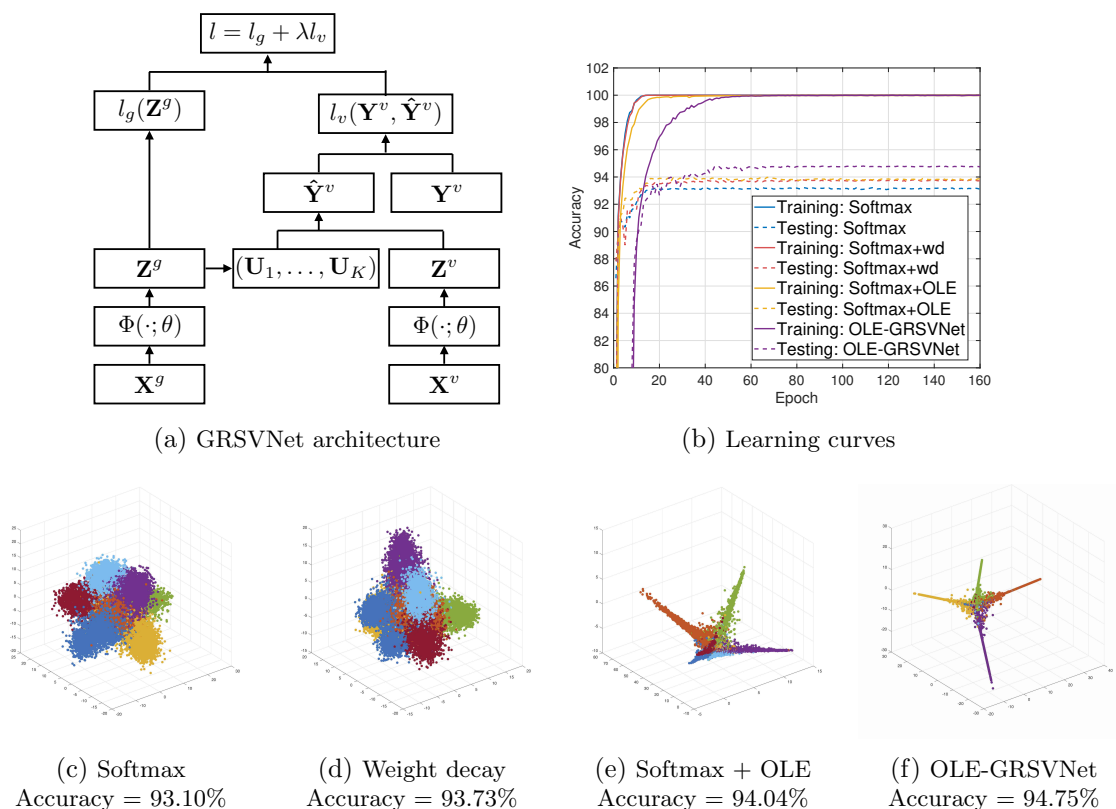 l = l_g + λl_v
l_g(Z^g)
l_v(Y^v, Ŷ^v)
Ŷ^v
Y^v
Z^g
(U_1, . . . , U_K)
Z^v
Φ(·; θ)
Φ(·; θ)
X^g
X^v
(a) GRSVNet architecture
102
100
98
96
94
92
90
88
86
84
82
80
Accuracy
Training: Softmax
Testing: Softmax
Training: Softmax+wd
Testing: Softmax+wd
Training: Softmax+OLE
Testing: Softmax+OLE
Training: OLE-GRSVNet
Testing: OLE-GRSVNet
0 20 40 60 80 100 120 140 160
Epoch
(b) Learning curves
(c) Softmax
Accuracy = 93.10%
(d) Weight decay
Accuracy = 93.73%
(e) Softmax + OLE
Accuracy = 94.04%
(f) OLE-GRSVNet
Accuracy = 94.75%